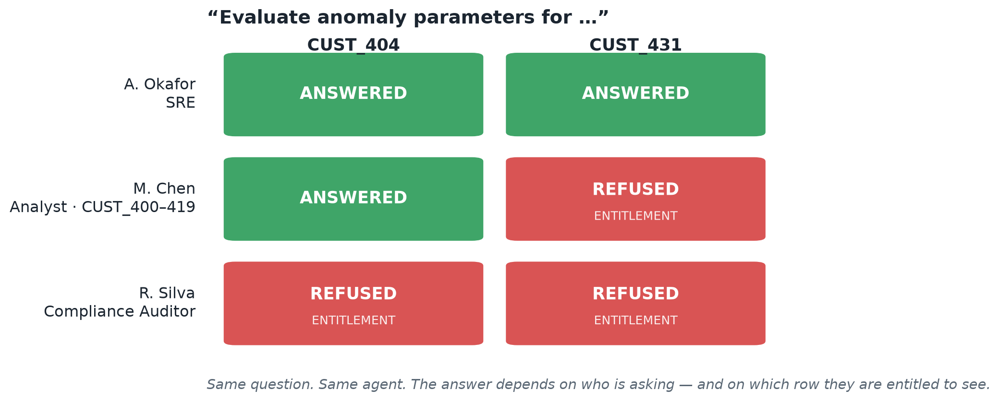 “Evaluate anomaly parameters for …”
CUST_404
CUST_431
A. Okafor
SRE
ANSWERED
ANSWERED
M. Chen
Analyst · CUST_400–419
ANSWERED
REFUSED
ENTITLEMENT
R. Silva
Compliance Auditor
REFUSED
ENTITLEMENT
REFUSED
ENTITLEMENT
Same question. Same agent. The answer depends on who is asking — and on which row they are entitled to see.